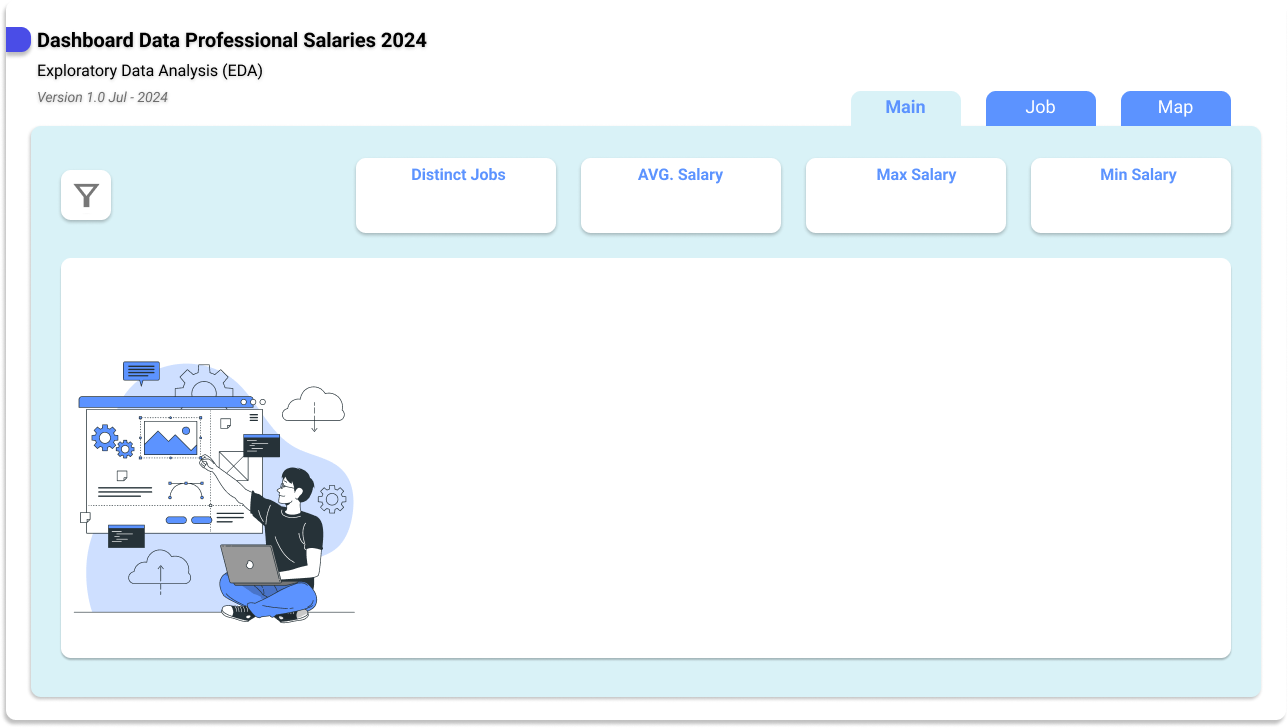 Dashboard Data Professional Salaries 2024
Exploratory Data Analysis (EDA)
Version 1.0 Jul - 2024
Main Job Map
Distinct Jobs AVG. Salary Max Salary Min Salary